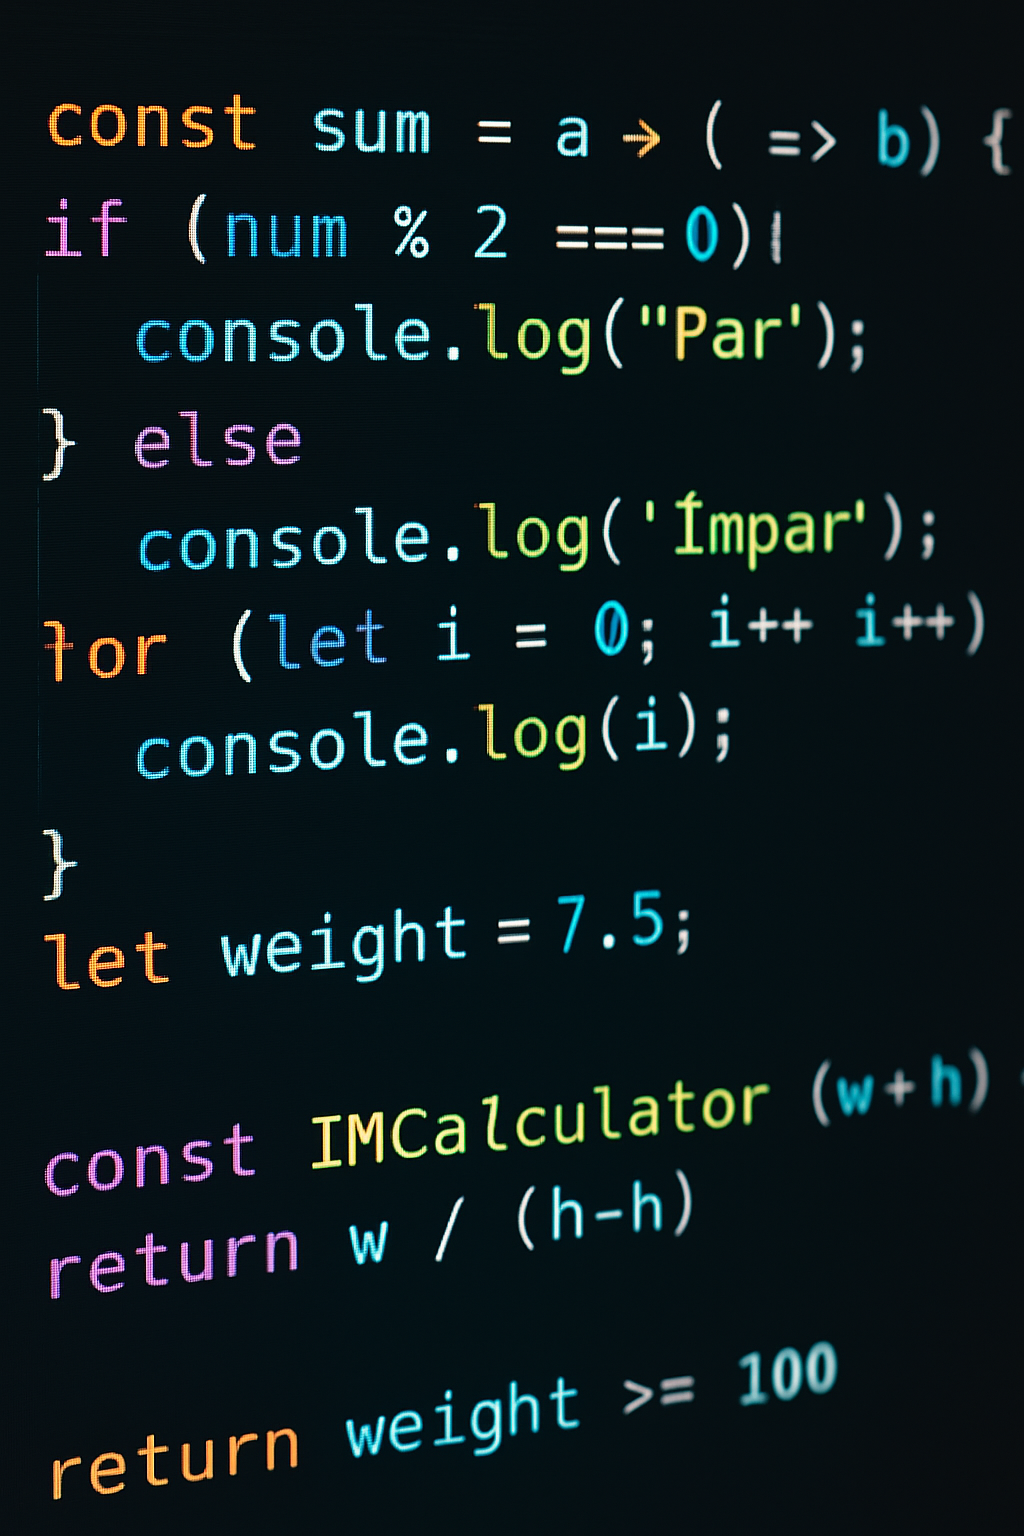 const sum = a → ( => b) {
if (num % 2 === 0)
console.log("Par');
} else
console.log('Ímpar');
for (let i = 0; i++ i++)
console.log(i);
}
let weight = 7.5;
const IMCalculator (w+h)
return w / (h-h)
return weight >= 100